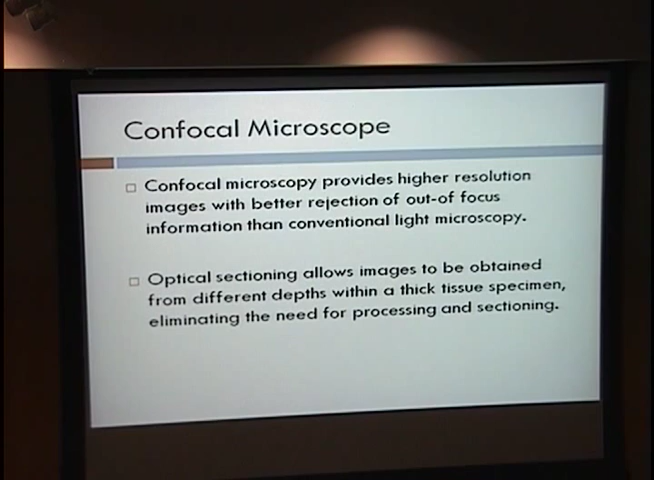 Confocal Microscope
Confocal microscopy provides higher resolution
images with better rejection of out-of focus
information than conventional light microscopy.
Optical sectioning allows images to be obtained
from different depths within a thick tissue specimen,
eliminating the need for processing and sectioning.